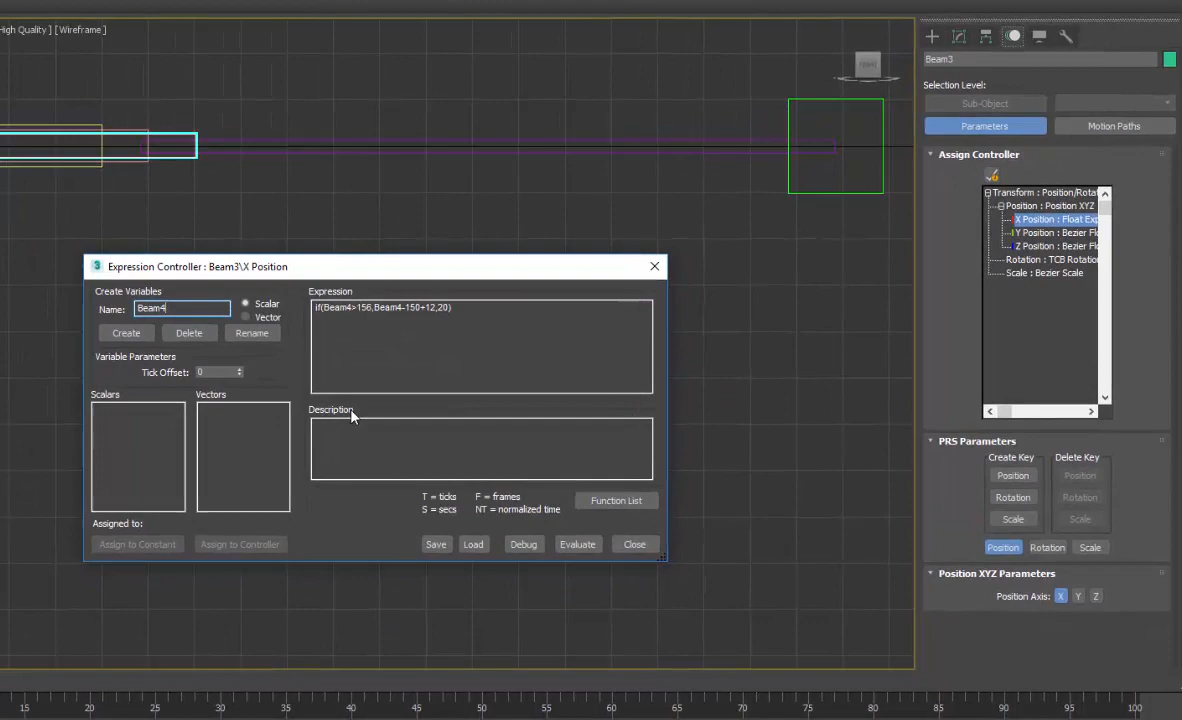 High Quality ] [Wireframe ]
Beam3
Selection Level:
Sub-Object
Parameters
Motion Paths
Assign Controller
Transform : Position/Rotat
Position : Position XYZ
X Position : Float Exp
Y Position : Bezier Flo
Z Position : Bezier Flo
Rotation : TCB Rotation
Scale : Bezier Scale
PRS Parameters
Create Key
Delete Key
Position
Position
Rotation
Rotation
Scale
Scale
Position
Rotation
Scale
Position XYZ Parameters
Position Axis:
X
Y
Z
3
Expression Controller : Beam3\X Position
Create Variables
Name:
Beam4
Scalar
Vector
Create
Delete
Rename
Variable Parameters
Tick Offset:
0
Scalars
Vectors
Assigned to:
Assign to Constant
Assign to Controller
Expression
if(Beam4>156,Beam4-150+12,20)
Description
T = ticks
F = frames
S = secs
NT = normalized time
Function List
Save
Load
Debug
Evaluate
Close
15
20
25
30
35
40
45
50
55
60
65
70
75
80
85
90
95
100